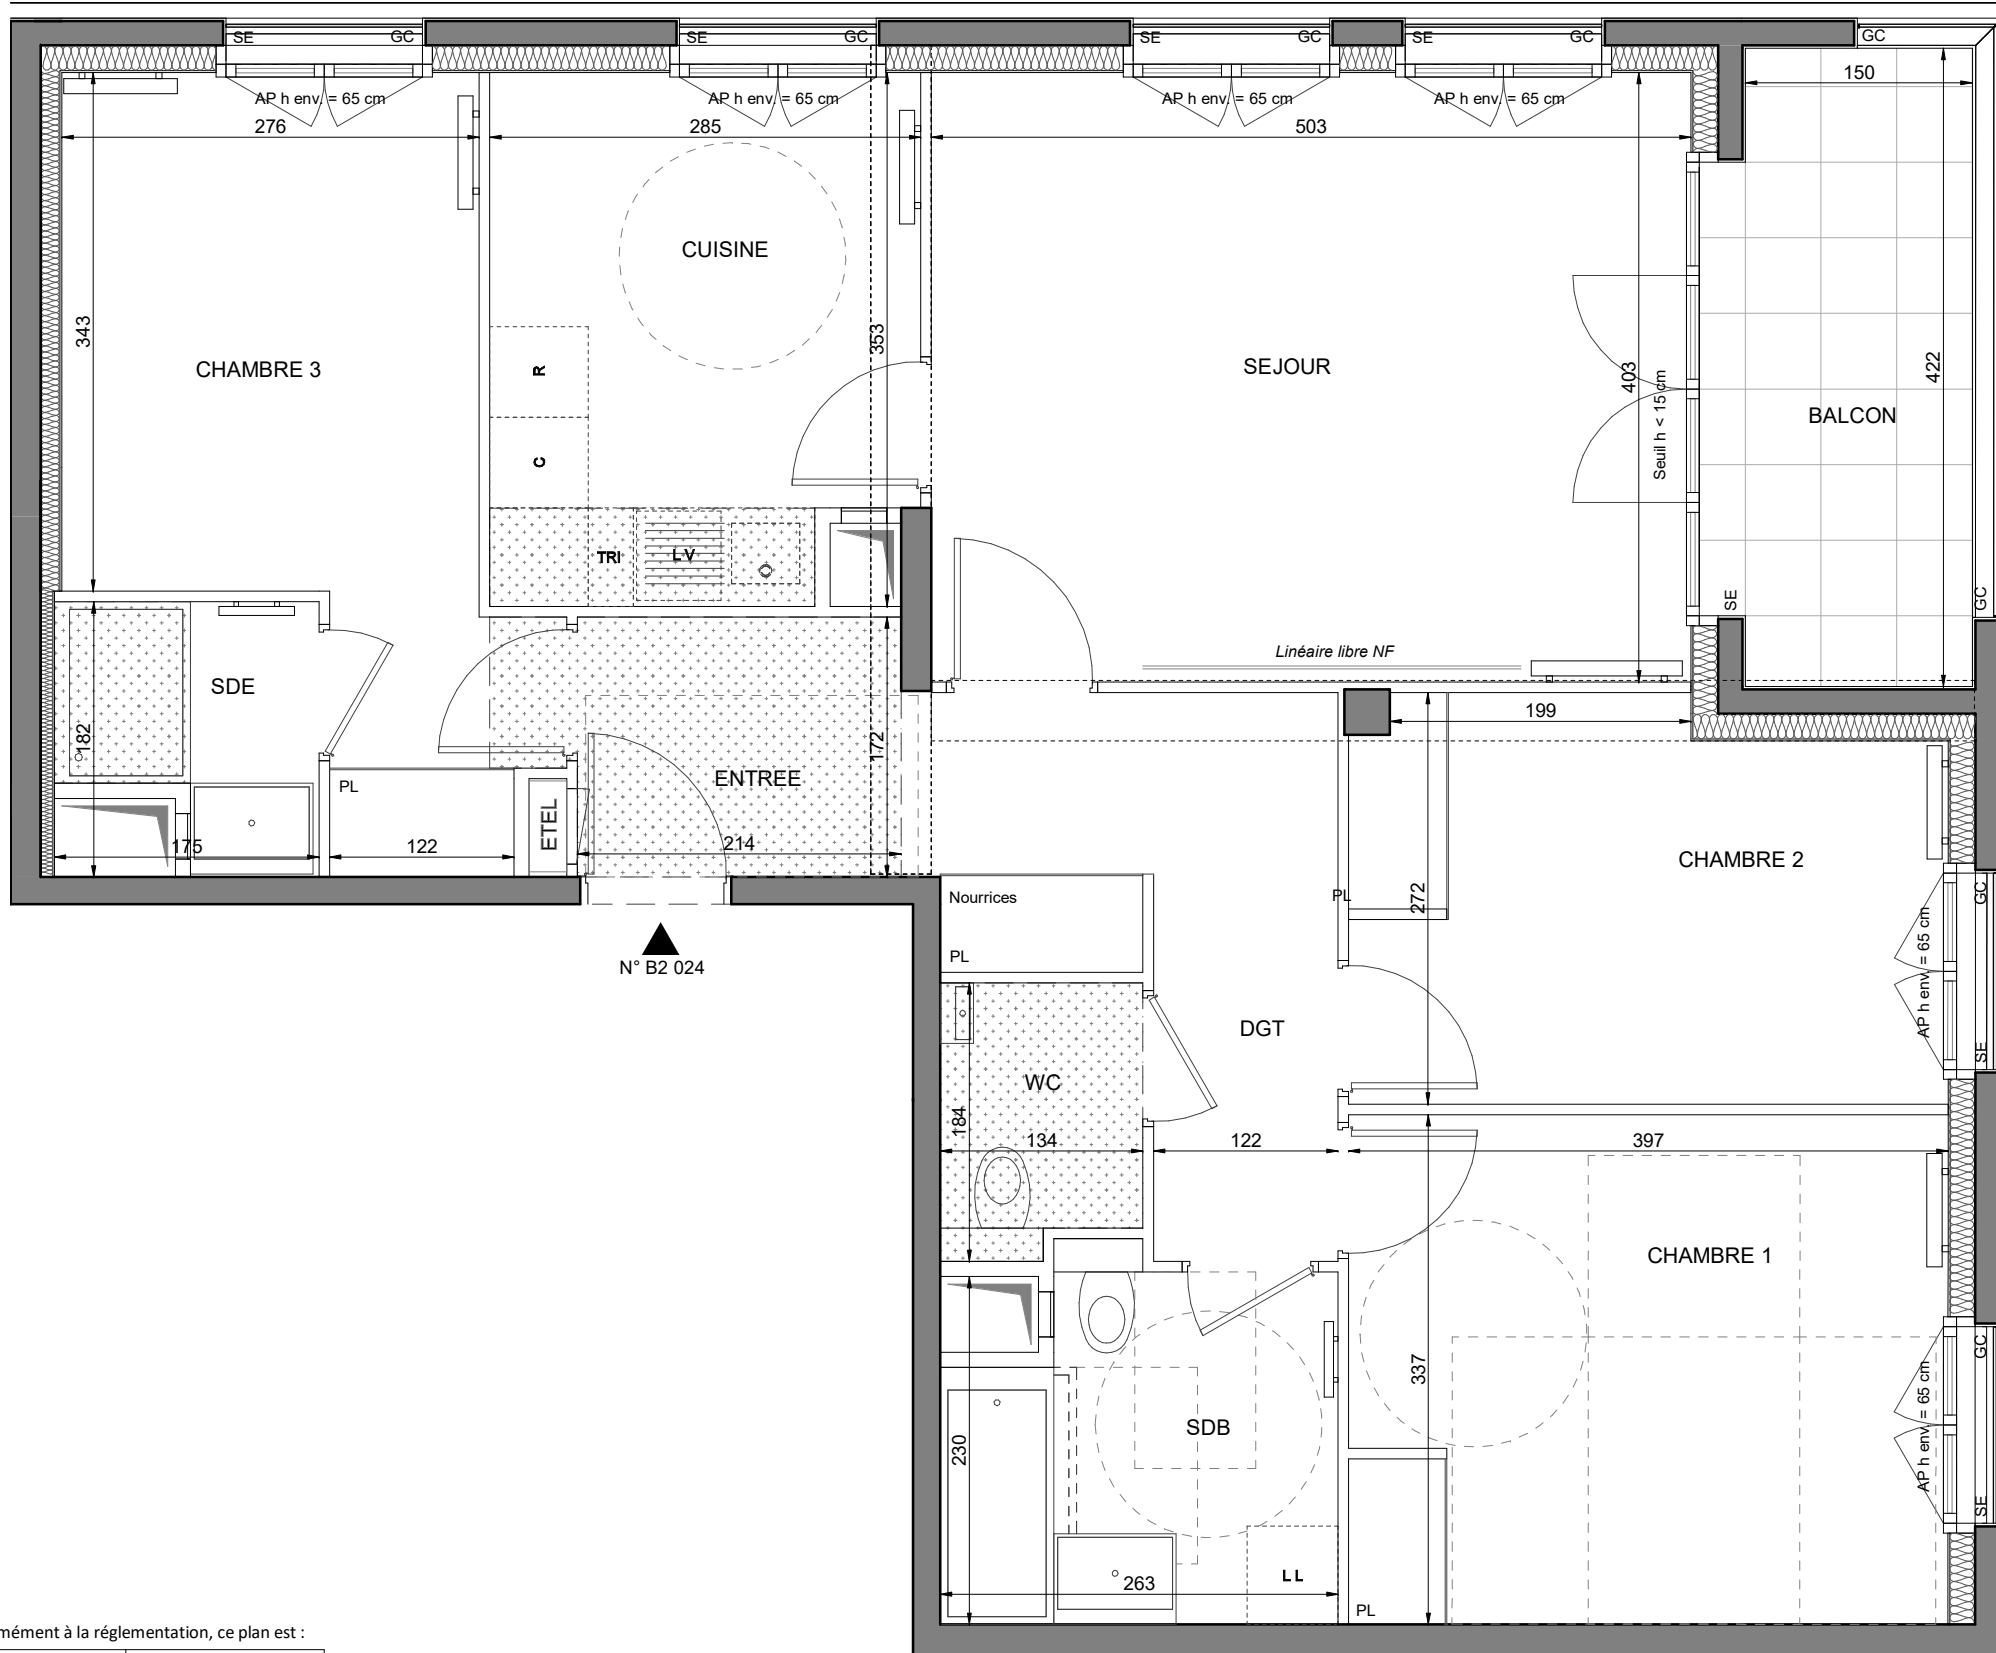 SE GC SE GC SE GC SE GC GC
AP h env. = 65 cm AP h env. = 65 cm AP h env. = 65 cm AP h env. = 65 cm
150
276 285 503
CUISINE
343
353
403
422
CHAMBRE 3
R
SEJOUR
Seuil h < 15 cm
BALCON
C
TRI
LV
SE
GC
Linéaire libre NF
SDE
199
182
172
PL
ENTREE
ETEL
175
122
214
CHAMBRE 2
Nourrices
PL
272
GC
AP h env. = 65 cm
SE
PL
N° B2 024
DGT
WC
184
134
122
397
CHAMBRE 1
337
GC
AP h env. = 65 cm
SE
SDB
230
263
LL
PL
mément à la réglementation, ce plan est :